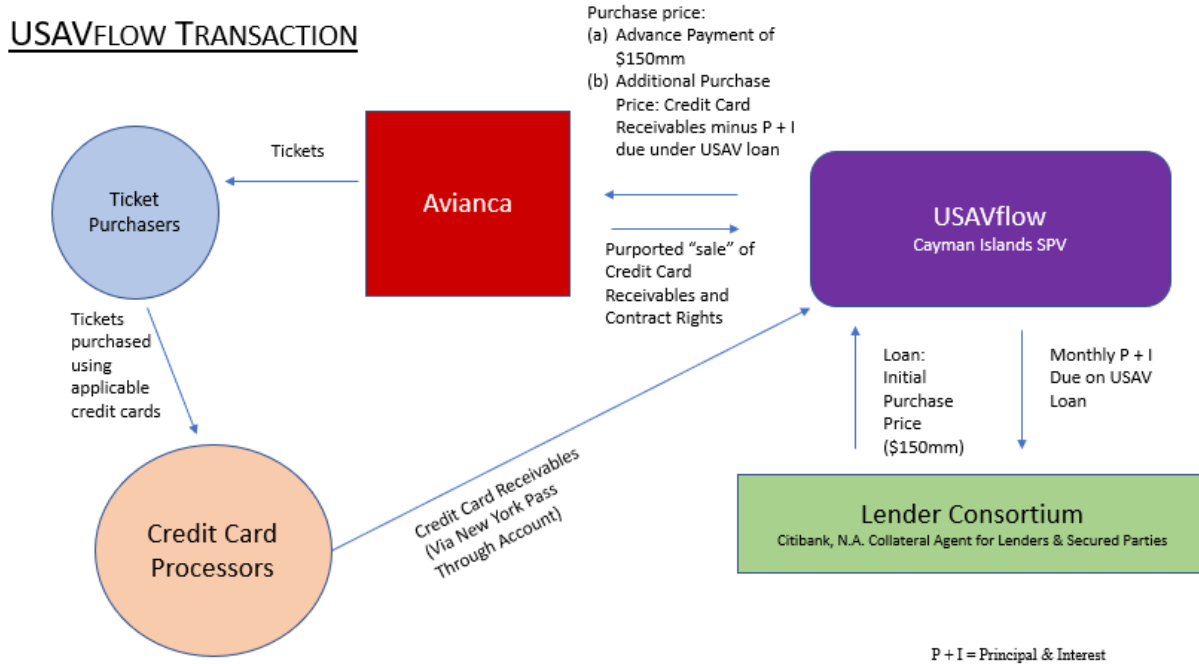 USAVFLOW TRANSACTION
Purchase price:
(a) Advance Payment of
$150mm
(b) Additional Purchase
Price: Credit Card
Receivables minus P + I
due under USAV loan
Tickets
Ticket
Purchasers
Avianca
USAVflow
Cayman Islands SPV
Purported “sale” of
Credit Card
Receivables and
Contract Rights
Tickets
purchased
using
applicable
credit cards
Loan:
Initial
Purchase
Price
($150mm)
Monthly P + I
Due on USAV
Loan
Credit Card
Processors
Credit Card Receivables
(Via New York Pass
Through Account)
Lender Consortium
Citibank, N.A. Collateral Agent for Lenders & Secured Parties
P + I = Principal & Interest